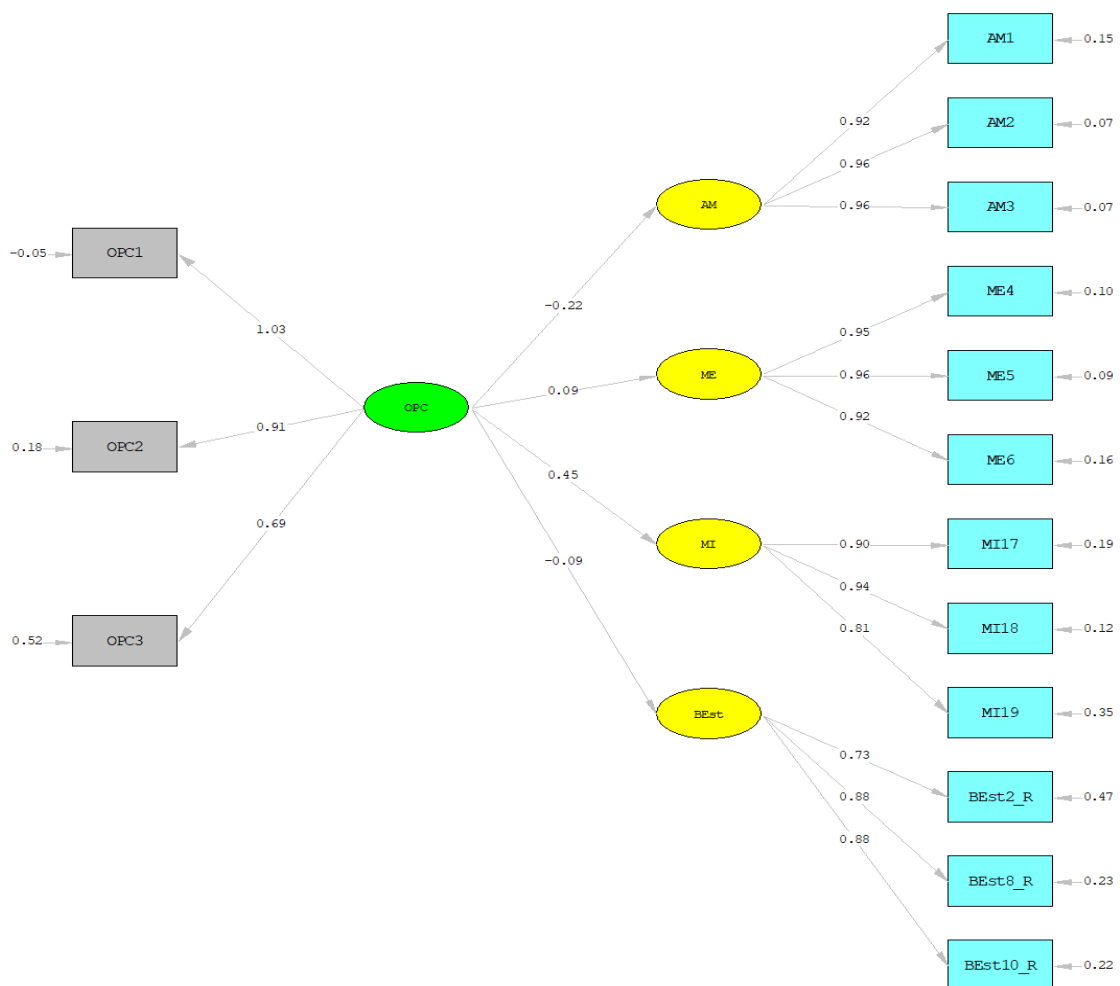 AM1
0.15
0.92
AM2
0.07
0.96
AM
AM3
0.07
0.96
-0.05
OPC1
-0.22
ME4
0.10
1.03
0.95
ME
ME5
0.09
0.96
0.09
OPC
0.92
0.18
OPC2
0.91
ME6
0.16
0.45
0.69
MI
MI17
0.19
0.90
-0.09
0.94
MI18
0.12
0.81
0.52
OPC3
BEst
MI19
0.35
0.73
BEst2_R
0.47
0.88
0.88
BEst8_R
0.23
BEst10_R
0.22